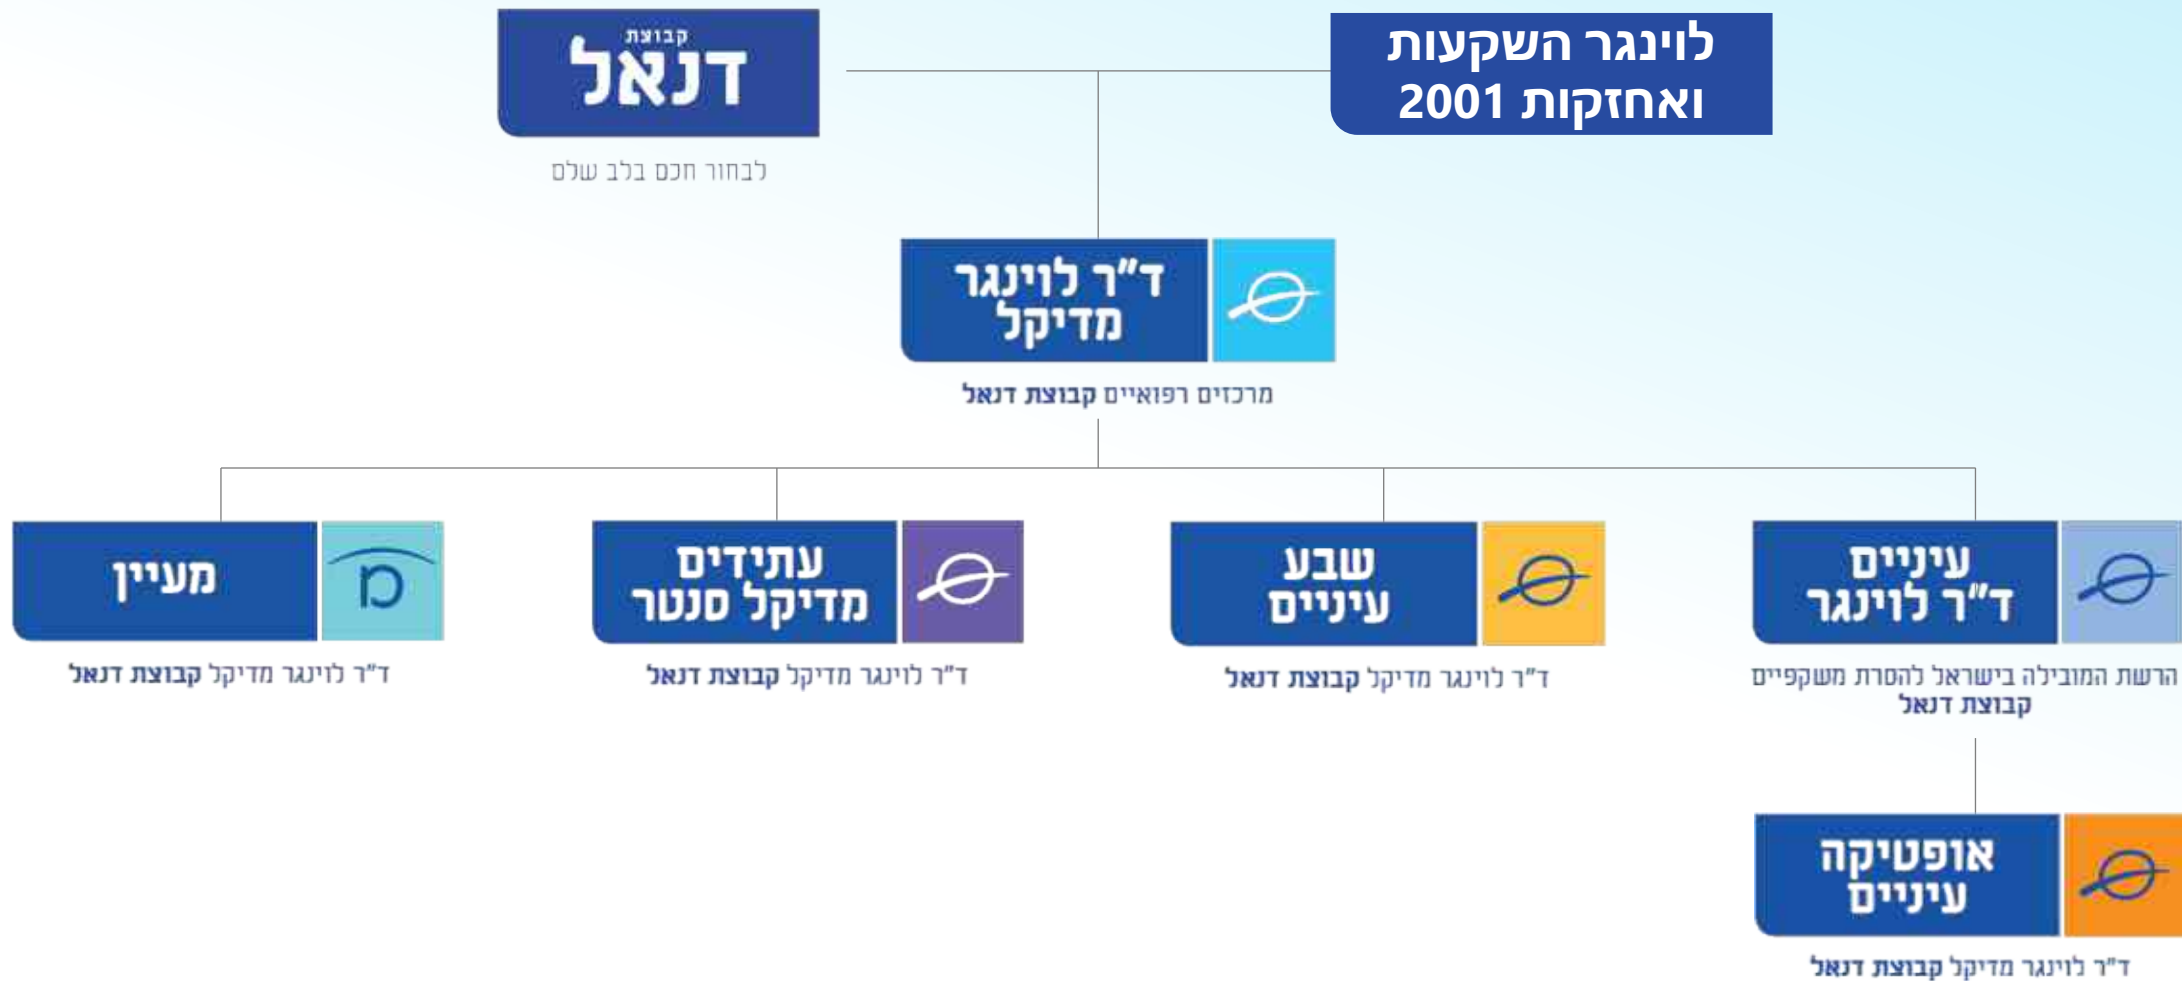 לוינגר השקעות
ואחזקות 2001
קבוצת
דנאל
לבחור חכם בלב שלם
ד"ר לוינגר
מדיקל
מרכזים רפואיים קבוצת דנאל
עיניים
ד"ר לוינגר
הרשת המובילה בישראל להסרת משקפיים
קבוצת דנאל
שבע
עיניים
ד"ר לוינגר מדיקל קבוצת דנאל
עתידים
מדיקל סנטר
ד"ר לוינגר מדיקל קבוצת דנאל
מ
מעיין
ד"ר לוינגר מדיקל קבוצת דנאל
אופטיקה
עיניים
ד"ר לוינגר מדיקל קבוצת דנאל